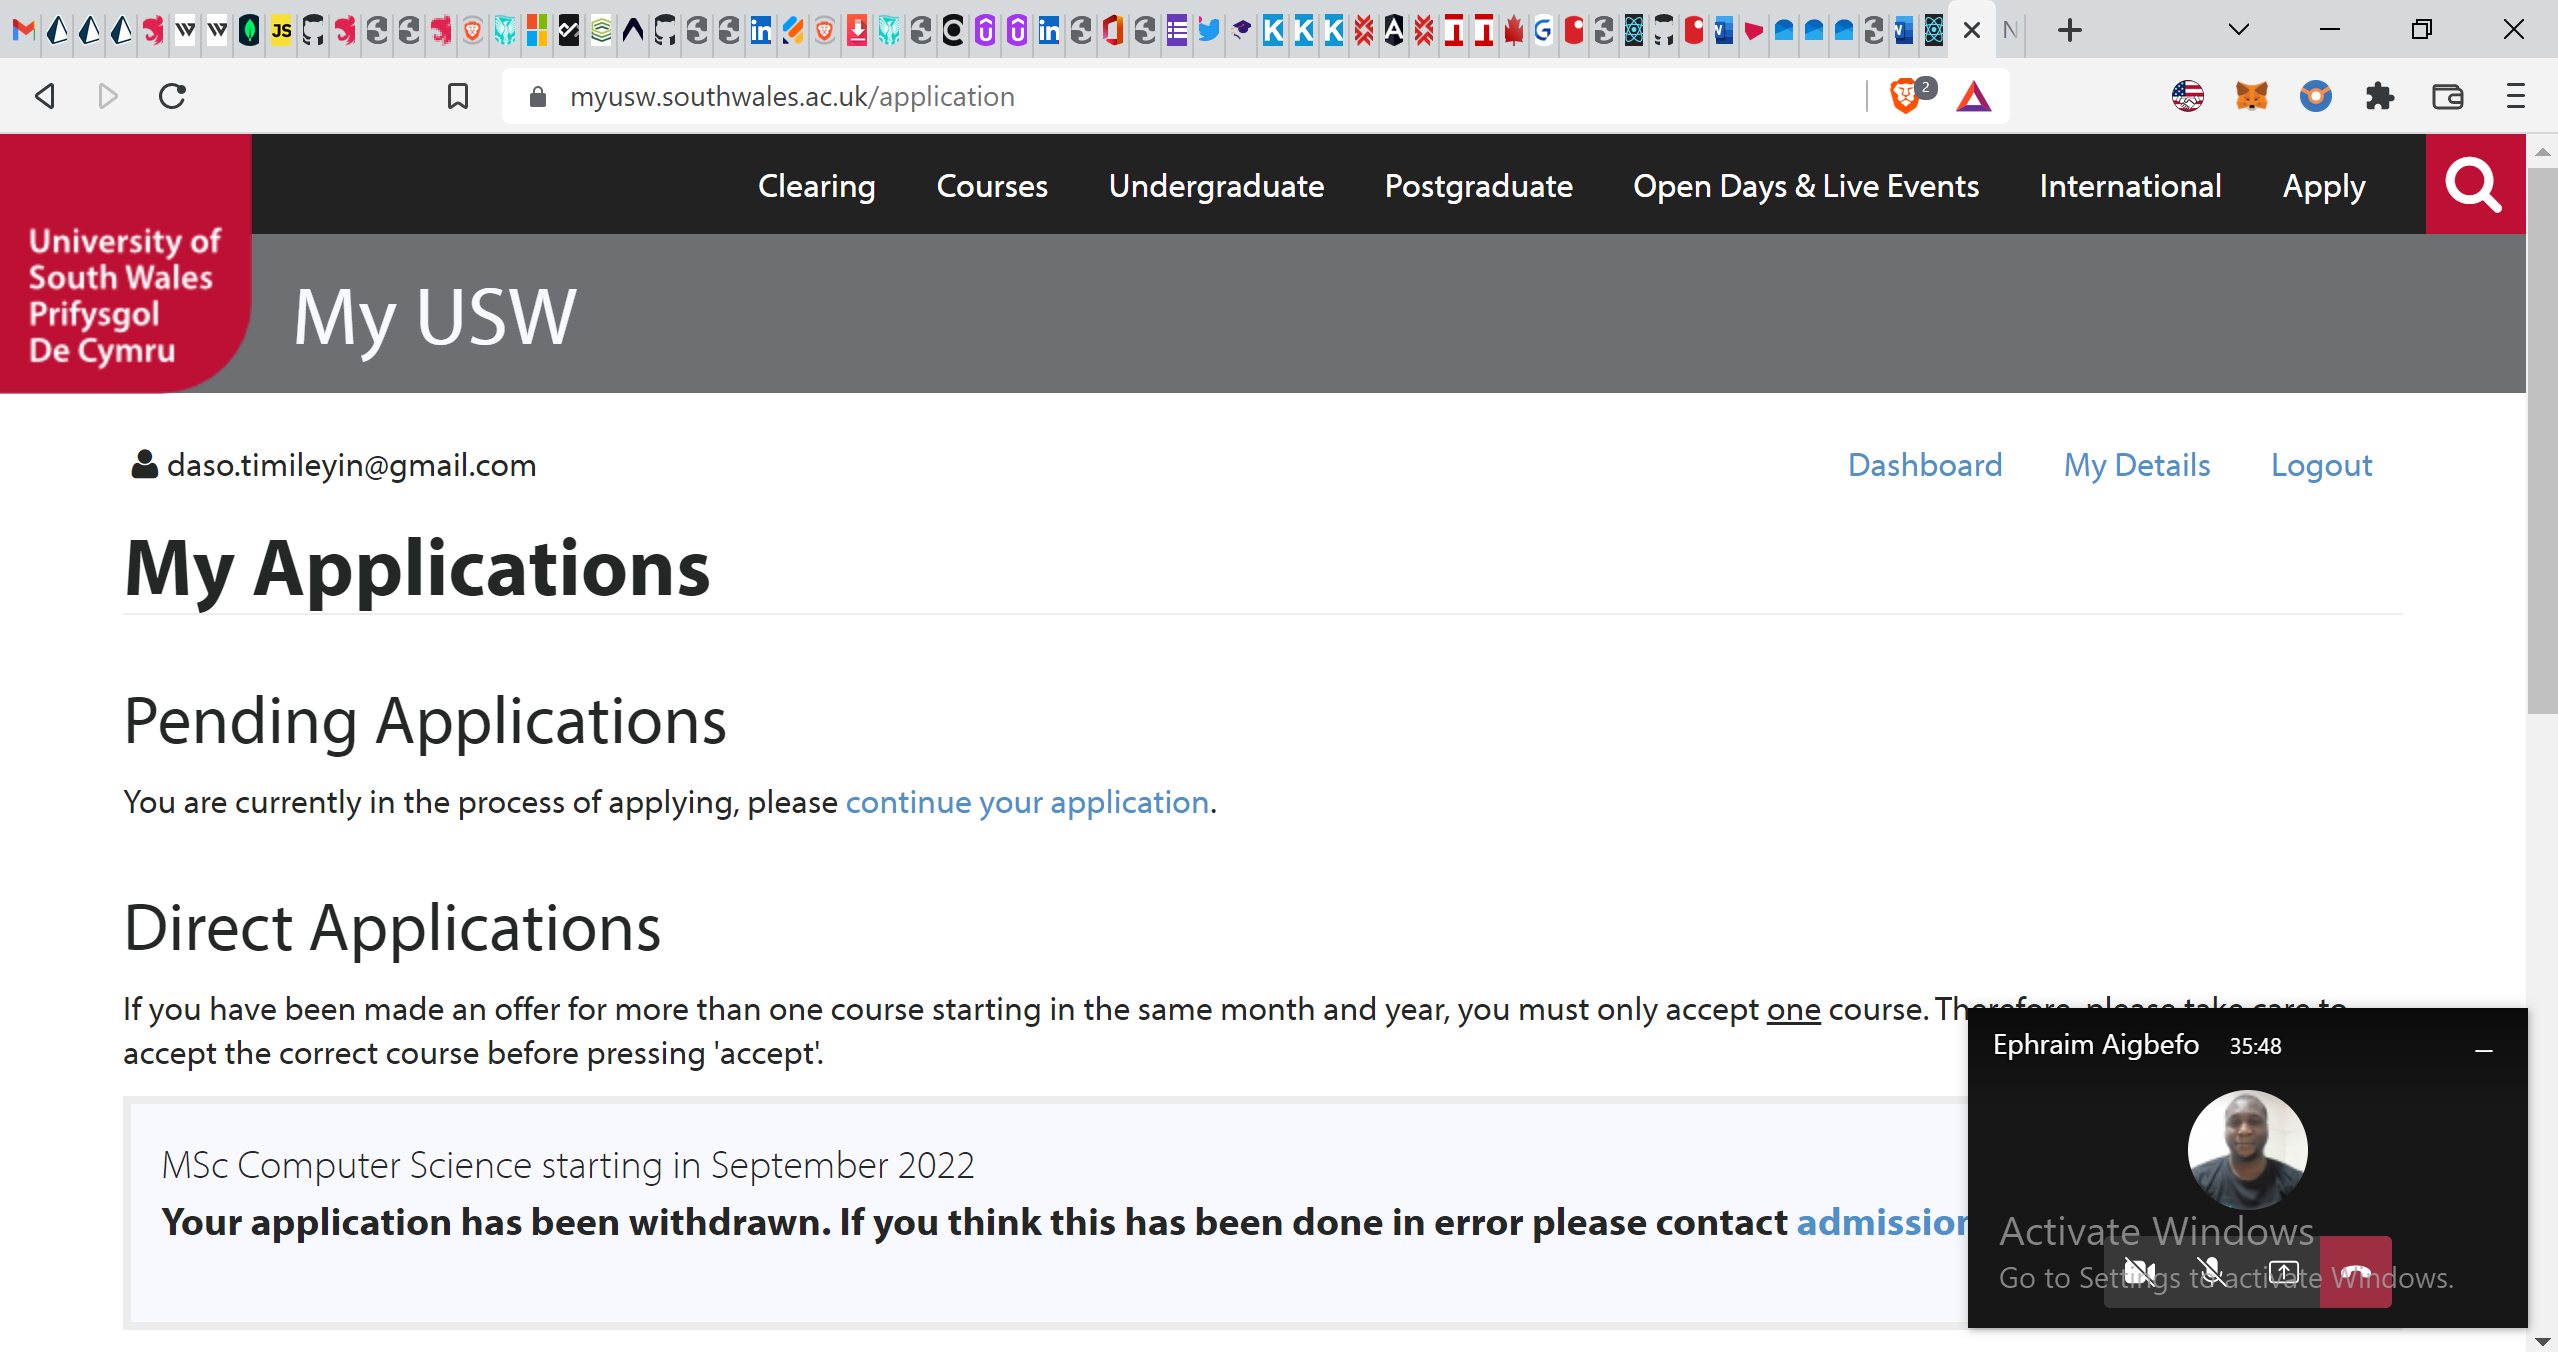 myusw.southwales.ac.uk/application
2
Clearing Courses Undergraduate Postgraduate Open Days & Live Events International Apply
University of
South Wales
Prifysgol
De Cymru
My USW
daso.timileyin@gmail.com
Dashboard My Details Logout
My Applications
Pending Applications
You are currently in the process of applying, please continue your application.
Direct Applications
If you have been made an offer for more than one course starting in the same month and year, you must only accept one course. Therefore, please take care to
accept the correct course before pressing 'accept'.
MSc Computer Science starting in September 2022
Your application has been withdrawn. If you think this has been done in error please contact
Ephraim Aigbefo 35:48
Activate Windows
Go to Settings to activate Windows.